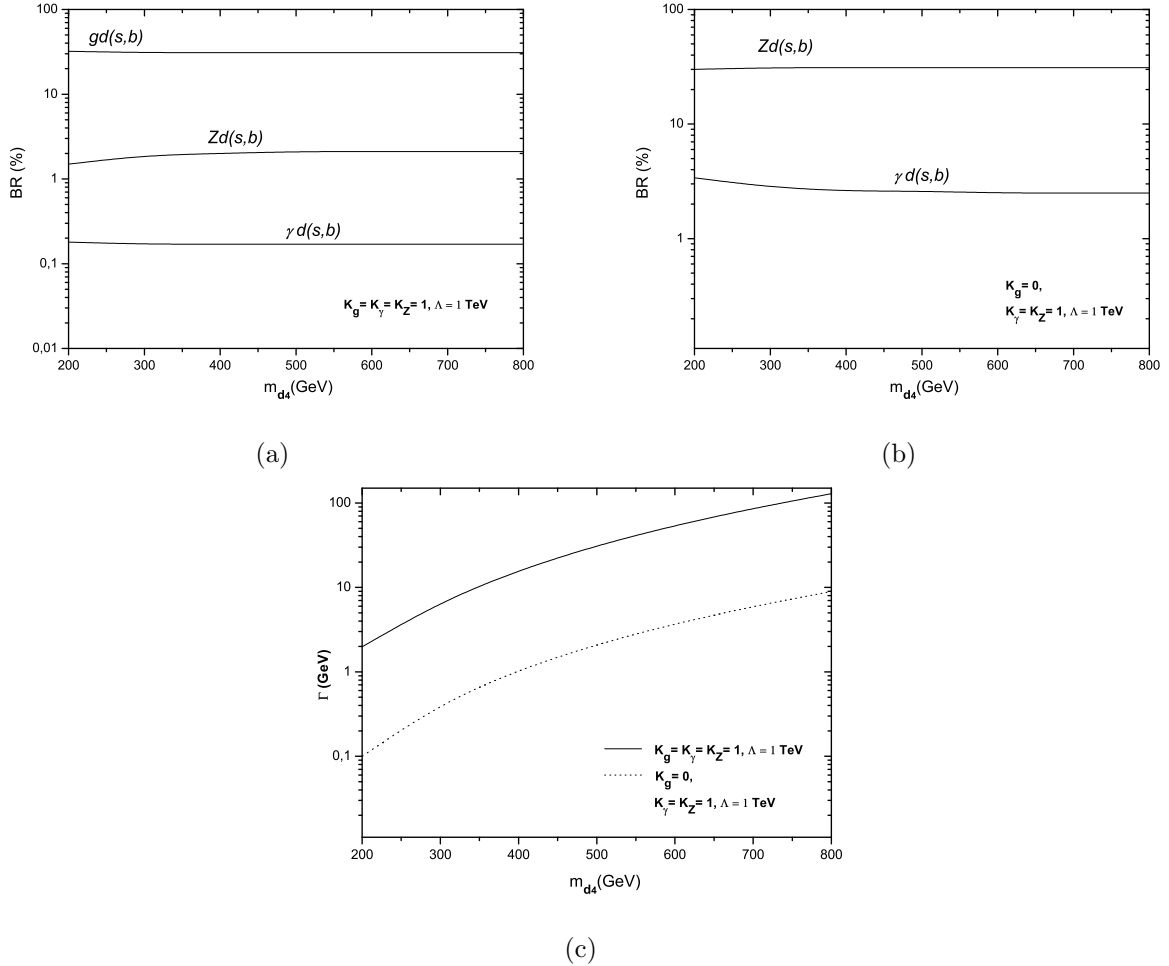 100
10
1
0,1
0,01
BR (%)
gd(s,b)
Zd(s,b)
γ d(s,b)
K_g= K_γ= K_Z= 1, Λ = 1 TeV
200 300 400 500 600 700 800
m_d4(GeV)
(a)
100
10
1
BR (%)
Zd(s,b)
γ d(s,b)
K_g= 0,
K_γ= K_Z= 1, Λ = 1 TeV
200 300 400 500 600 700 800
m_d4(GeV)
(b)
100
10
1
0,1
Γ (GeV)
K_g= K_γ= K_Z= 1, Λ = 1 TeV
K_g= 0,
K_γ= K_Z= 1, Λ = 1 TeV
200 300 400 500 600 700 800
m_d4(GeV)
(c)